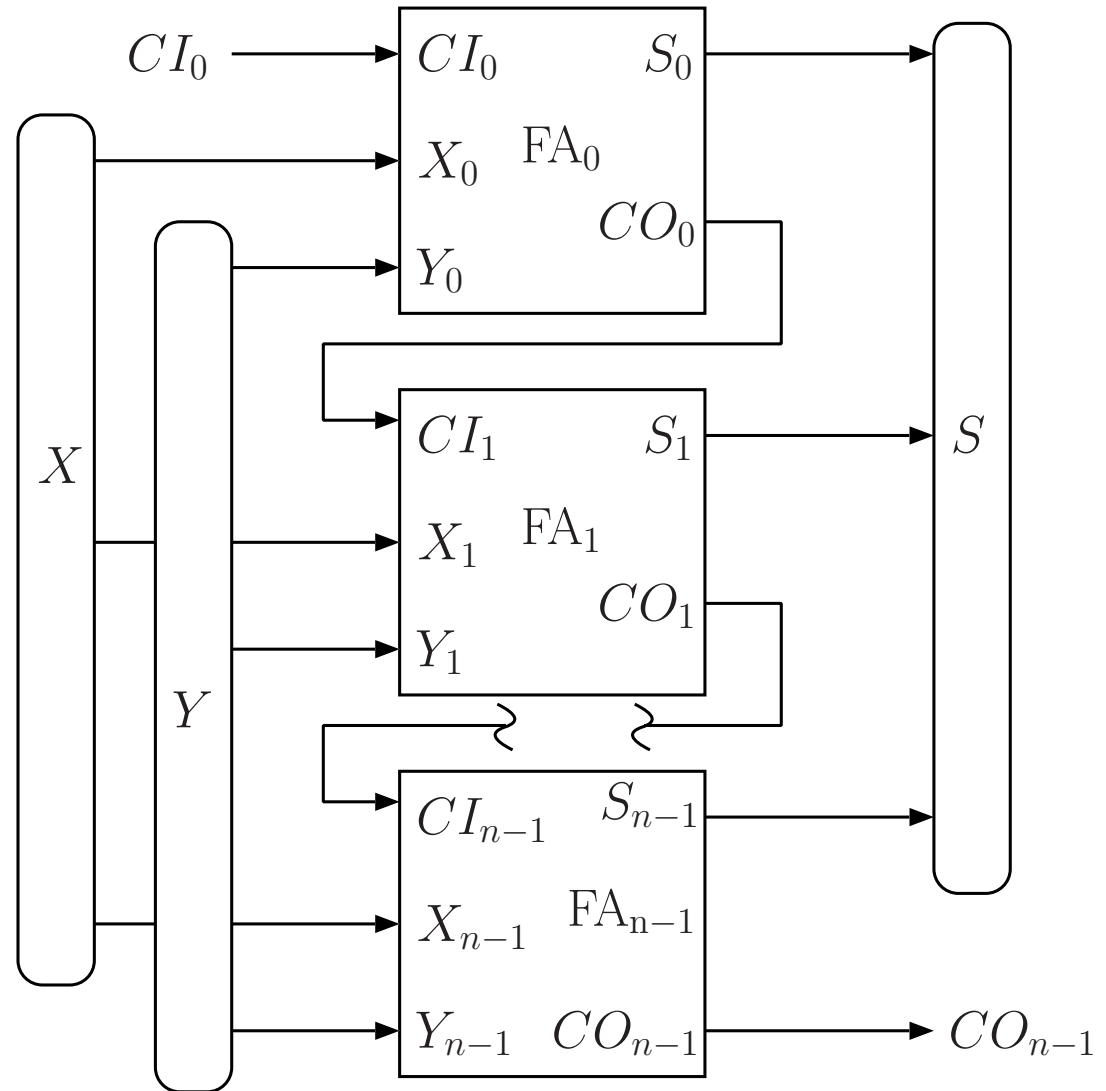 CI₀
CI₀ S₀
X₀ FA₀
CO₀
Y₀
CI₁ S₁
X S
X₁ FA₁
CO₁
Y₁
Y
CIₙ₋₁ Sₙ₋₁
Xₙ₋₁ FAₙ₋₁
Yₙ₋₁ COₙ₋₁ COₙ₋₁